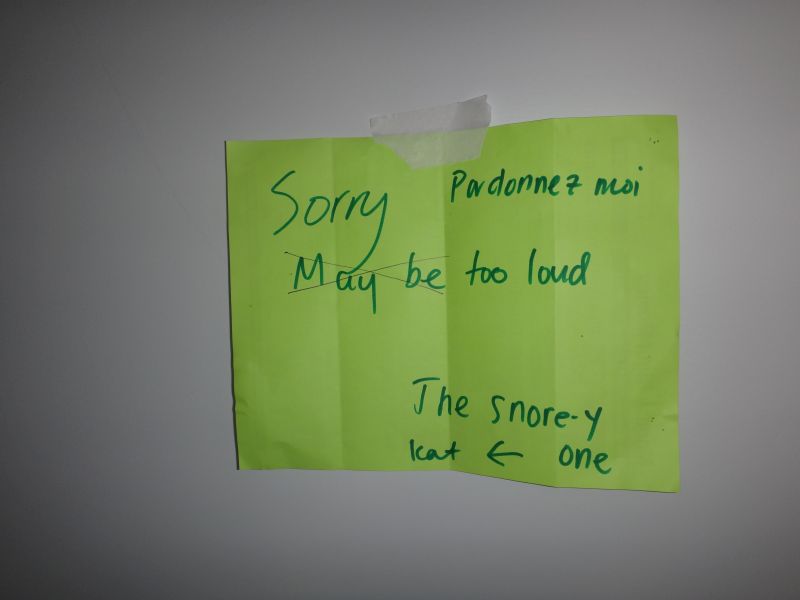 Sorry Pardonnez moi
May be too loud
The snore-y
kat ← one